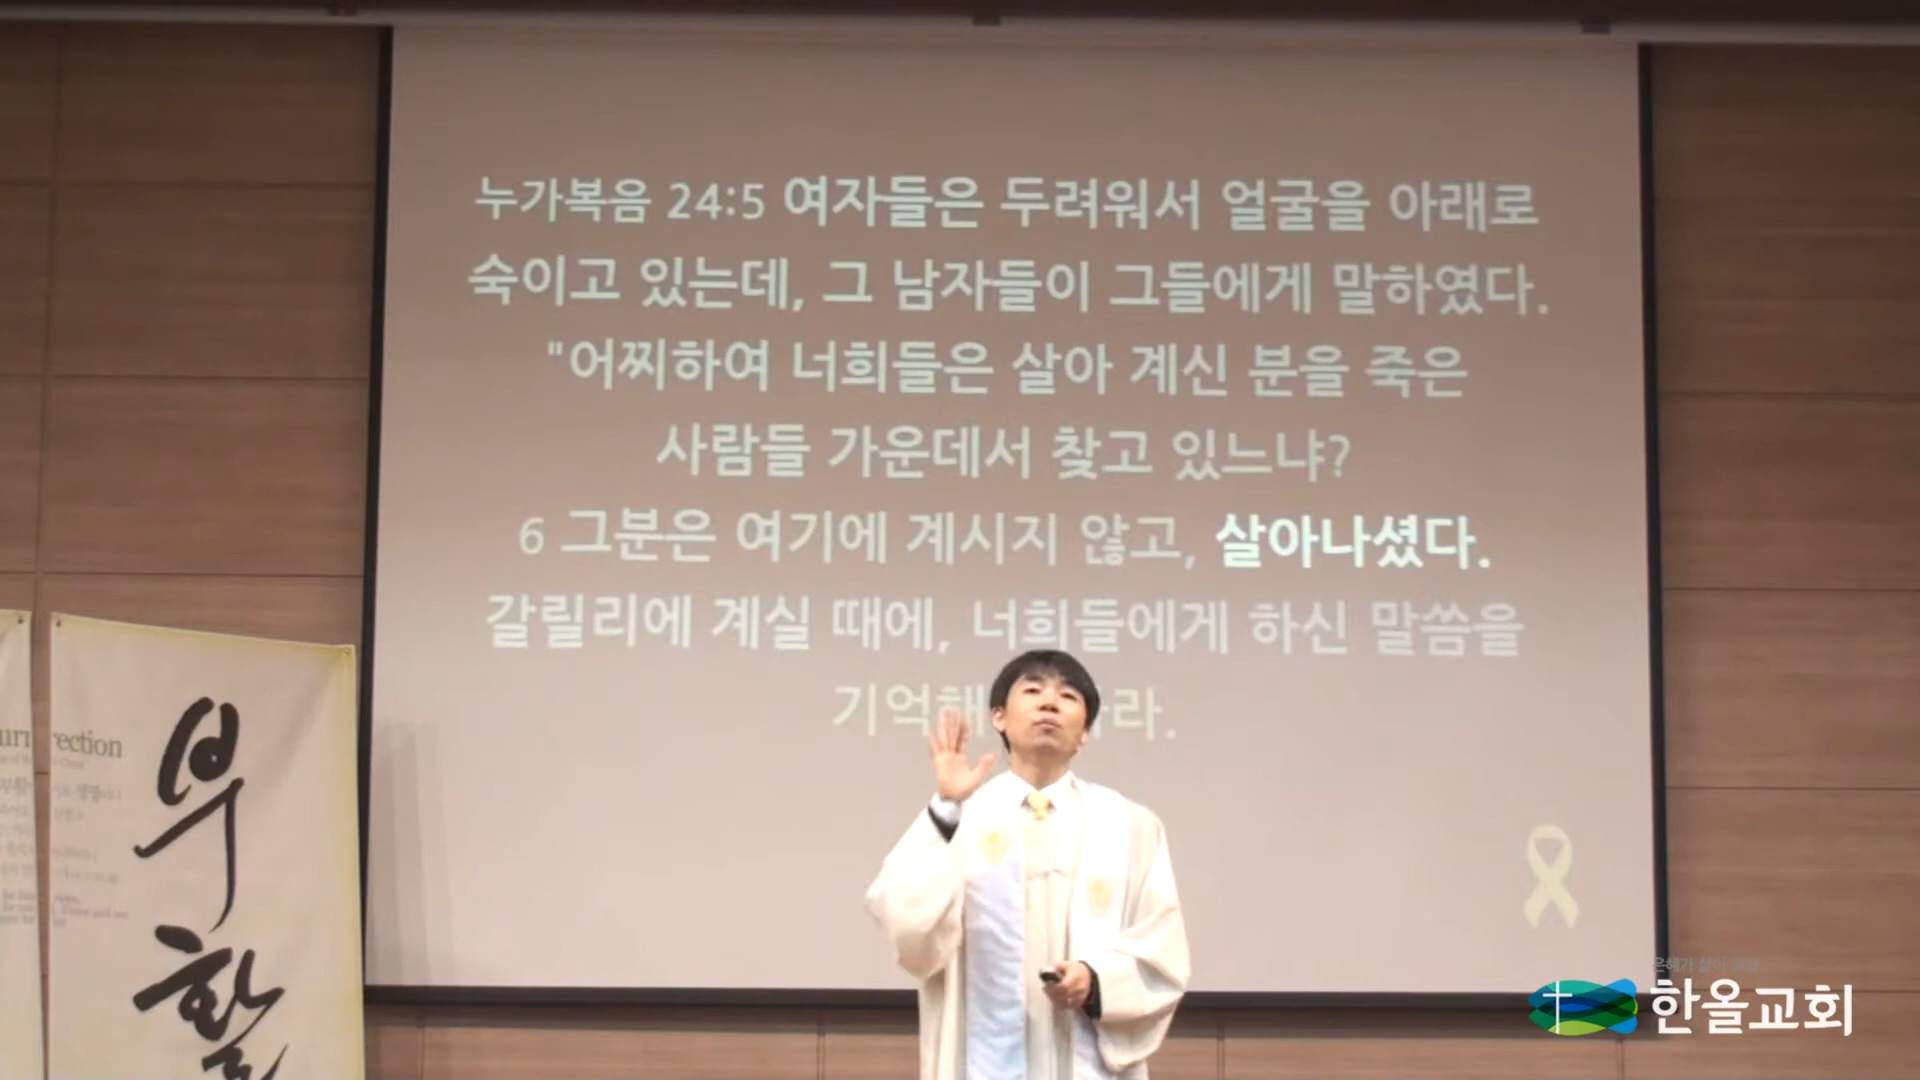 누가복음 24:5 여자들은 두려워서 얼굴을 아래로
숙이고 있는데, 그 남자들이 그들에게 말하였다.
"어찌하여 너희들은 살아 계신 분을 죽은
사람들 가운데서 찾고 있느냐?
6 그분은 여기에 계시지 않고, 살아나셨다.
갈릴리에 계실 때에, 너희들에게 하신 말씀을
부활
한올교회